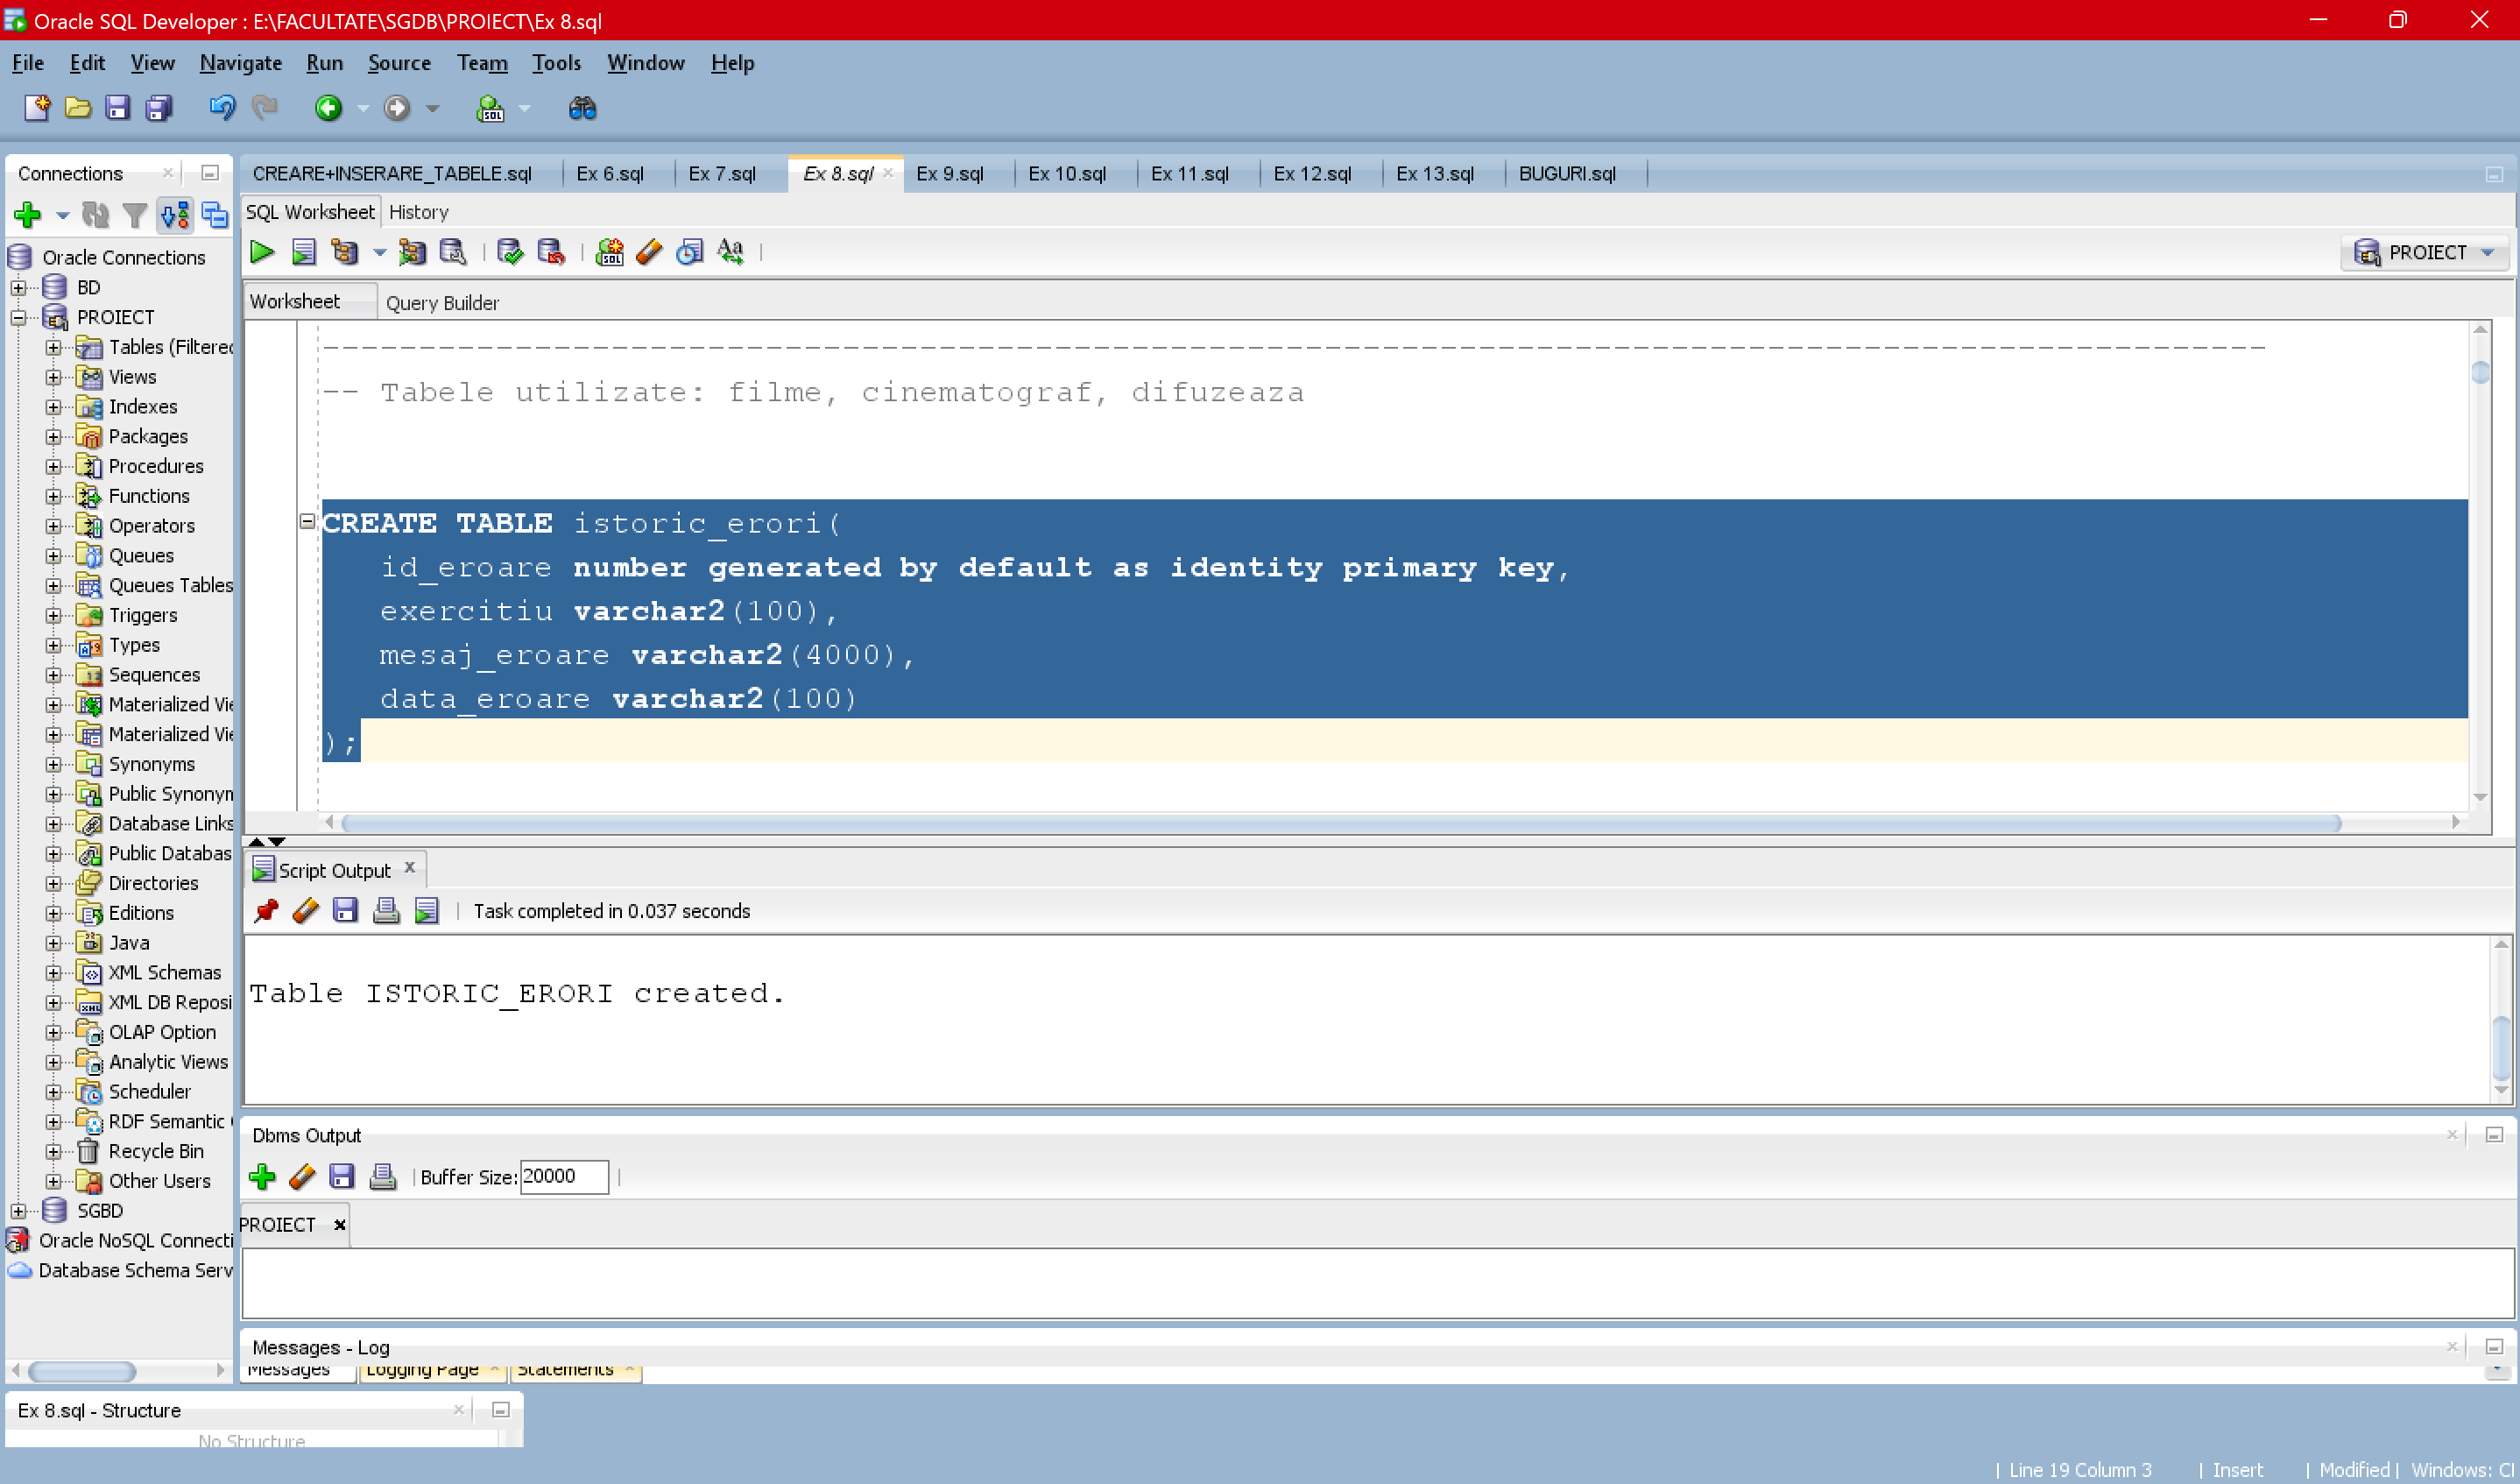 Oracle SQL Developer : E:\FACULTATE\SGDB\PROIECT\Ex 8.sql
File Edit View Navigate Run Source Team Tools Window Help
Connections
CREARE+INSERARE_TABELE.sql Ex 6.sql Ex 7.sql Ex 8.sql Ex 9.sql Ex 10.sql Ex 11.sql Ex 12.sql Ex 13.sql BUGURI.sql
SQL Worksheet History
PROIECT
Worksheet Query Builder
Oracle Connections
BD
PROIECT
Tables (Filtered
Views
Indexes
Packages
Procedures
Functions
Operators
Queues
Queues Tables
Triggers
Types
Sequences
Materialized Vie
Materialized Vie
Synonyms
Public Synonym
Database Links
Public Databas
Directories
Editions
Java
XML Schemas
XML DB Reposi
OLAP Option
Analytic Views
Scheduler
RDF Semantic
Recycle Bin
Other Users
SGBD
Oracle NoSQL Connecti
Database Schema Serv
-- Tabele utilizate: filme, cinematograf, difuzeaza
CREATE TABLE istoric_erori(
id_eroare number generated by default as identity primary key,
exercitiu varchar2(100),
mesaj_eroare varchar2(4000),
data_eroare varchar2(100)
);
Script Output
Task completed in 0.037 seconds
Table ISTORIC_ERORI created.
Dbms Output
Buffer Size: 20000
PROIECT
Messages - Log
Messages Logging Page Statements
Ex 8.sql - Structure
No Structure
Line 19 Column 3 | Insert | Modified | Windows: Cl